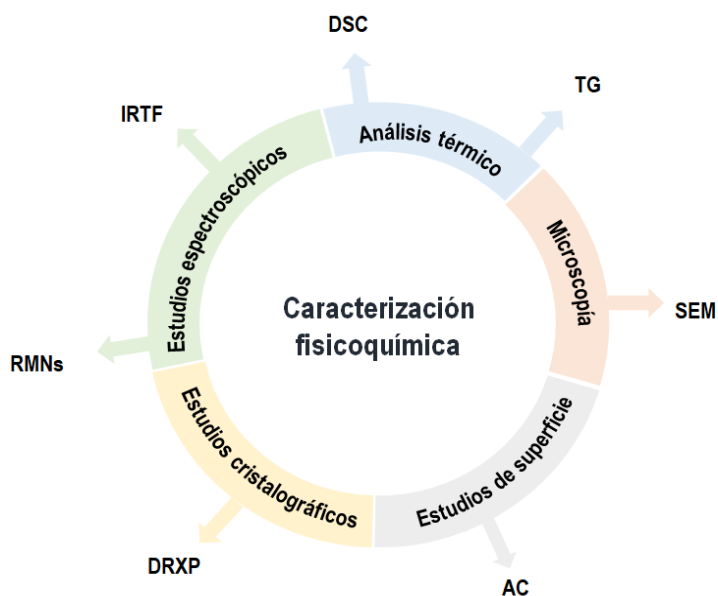 DSC
TG
IRTF
Análisis térmico
Estudios espectroscópicos
Microscopía
Caracterización
fisicoquímica
SEM
RMNs
Estudios cristalográficos
Estudios de superficie
DRXP
AC